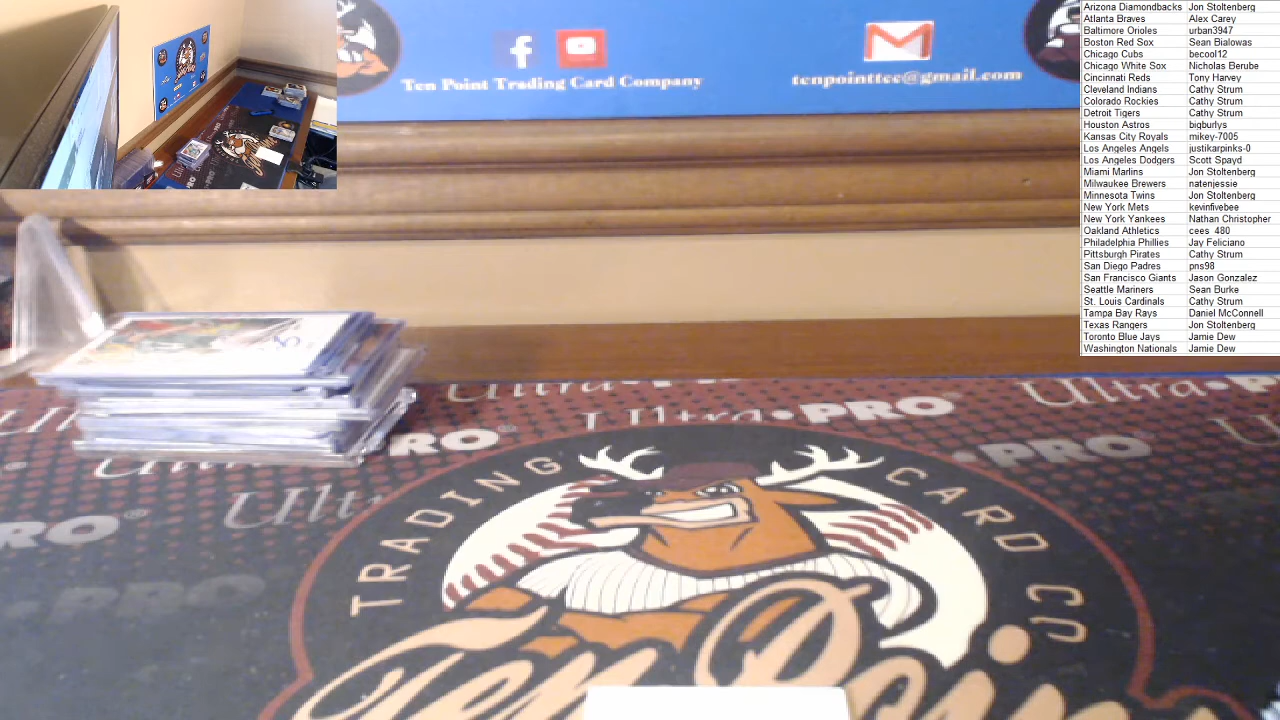 Ten Point Trading Card Company
tenpointtcc@gmail.com
Arizona Diamondbacks Jon Stoltenberg
Atlanta Braves Alex Carey
Baltimore Orioles urban3947
Boston Red Sox Sean Bialowas
Chicago Cubs becool12
Chicago White Sox Nicholas Berube
Cincinnati Reds Tony Harvey
Cleveland Indians Cathy Strum
Colorado Rockies Cathy Strum
Detroit Tigers Cathy Strum
Houston Astros bigburlys
Kansas City Royals mikey-7005
Los Angeles Angels justikarpinks-0
Los Angeles Dodgers Scott Spayd
Miami Marlins Jon Stoltenberg
Milwaukee Brewers natenjessie
Minnesota Twins Jon Stoltenberg
New York Mets kevinfivebee
New York Yankees Nathan Christopher
Oakland Athletics cees_480
Philadelphia Phillies Jay Feliciano
Pittsburgh Pirates Cathy Strum
San Diego Padres pns98
San Francisco Giants Jason Gonzalez
Seattle Mariners Sean Burke
St. Louis Cardinals Cathy Strum
Tampa Bay Rays Daniel McConnell
Texas Rangers Jon Stoltenberg
Toronto Blue Jays Jamie Dew
Washington Nationals Jamie Dew
Ultra PRO
TRADING CARD CO
Ten Poin